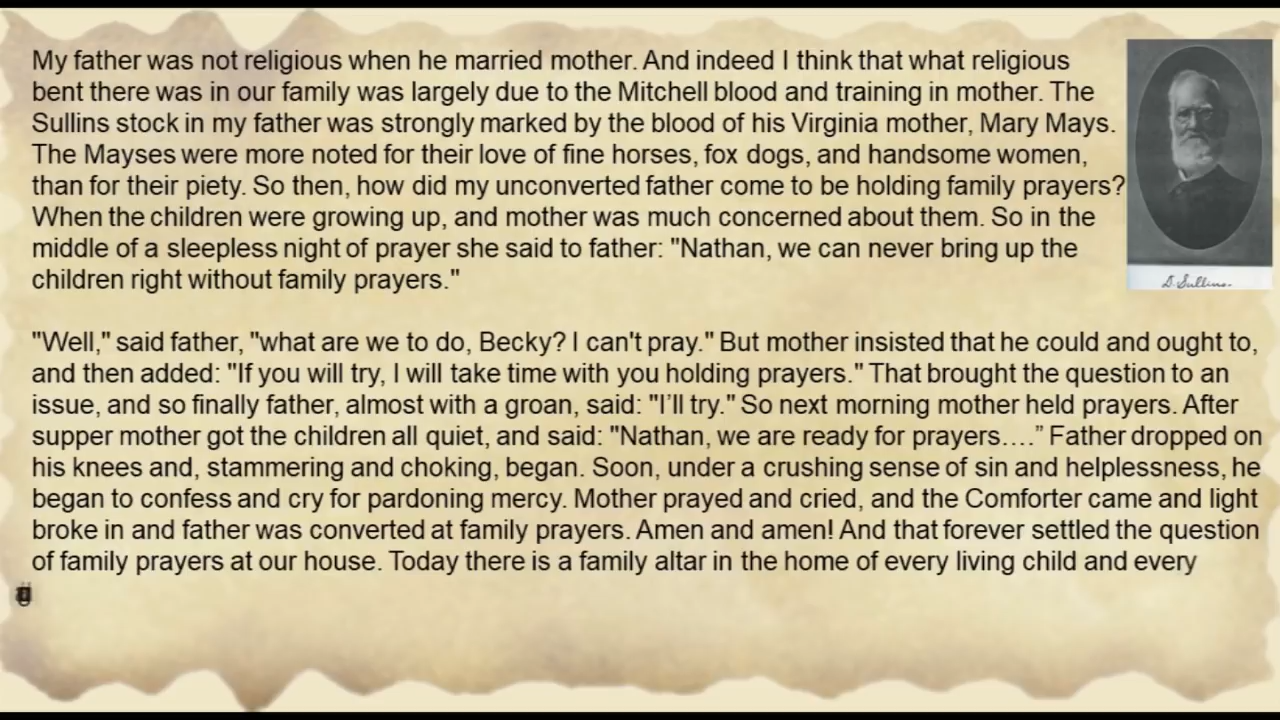 My father was not religious when he married mother. And indeed I think that what religious
bent there was in our family was largely due to the Mitchell blood and training in mother. The
Sullins stock in my father was strongly marked by the blood of his Virginia mother, Mary Mays.
The Mayses were more noted for their love of fine horses, fox dogs, and handsome women,
than for their piety. So then, how did my unconverted father come to be holding family prayers?
When the children were growing up, and mother was much concerned about them. So in the
middle of a sleepless night of prayer she said to father: "Nathan, we can never bring up the
children right without family prayers."
"Well," said father, "what are we to do, Becky? I can't pray." But mother insisted that he could and ought to,
and then added: "If you will try, I will take time with you holding prayers." That brought the question to an
issue, and so finally father, almost with a groan, said: "I’ll try." So next morning mother held prayers. After
supper mother got the children all quiet, and said: "Nathan, we are ready for prayers….” Father dropped on
his knees and, stammering and choking, began. Soon, under a crushing sense of sin and helplessness, he
began to confess and cry for pardoning mercy. Mother prayed and cried, and the Comforter came and light
broke in and father was converted at family prayers. Amen and amen! And that forever settled the question
of family prayers at our house. Today there is a family altar in the home of every living child and every
D. Sullins.